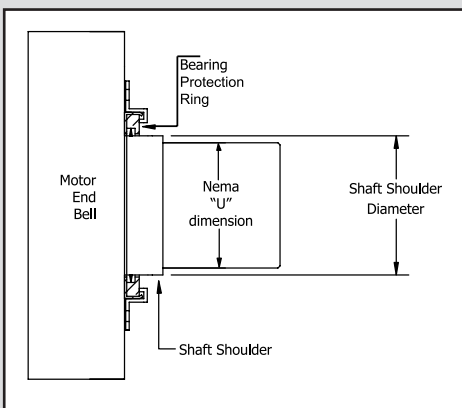 Bearing
Protection
Ring
Motor
End
Bell
Nema
“U”
dimension
Shaft Shoulder
Diameter
Shaft Shoulder